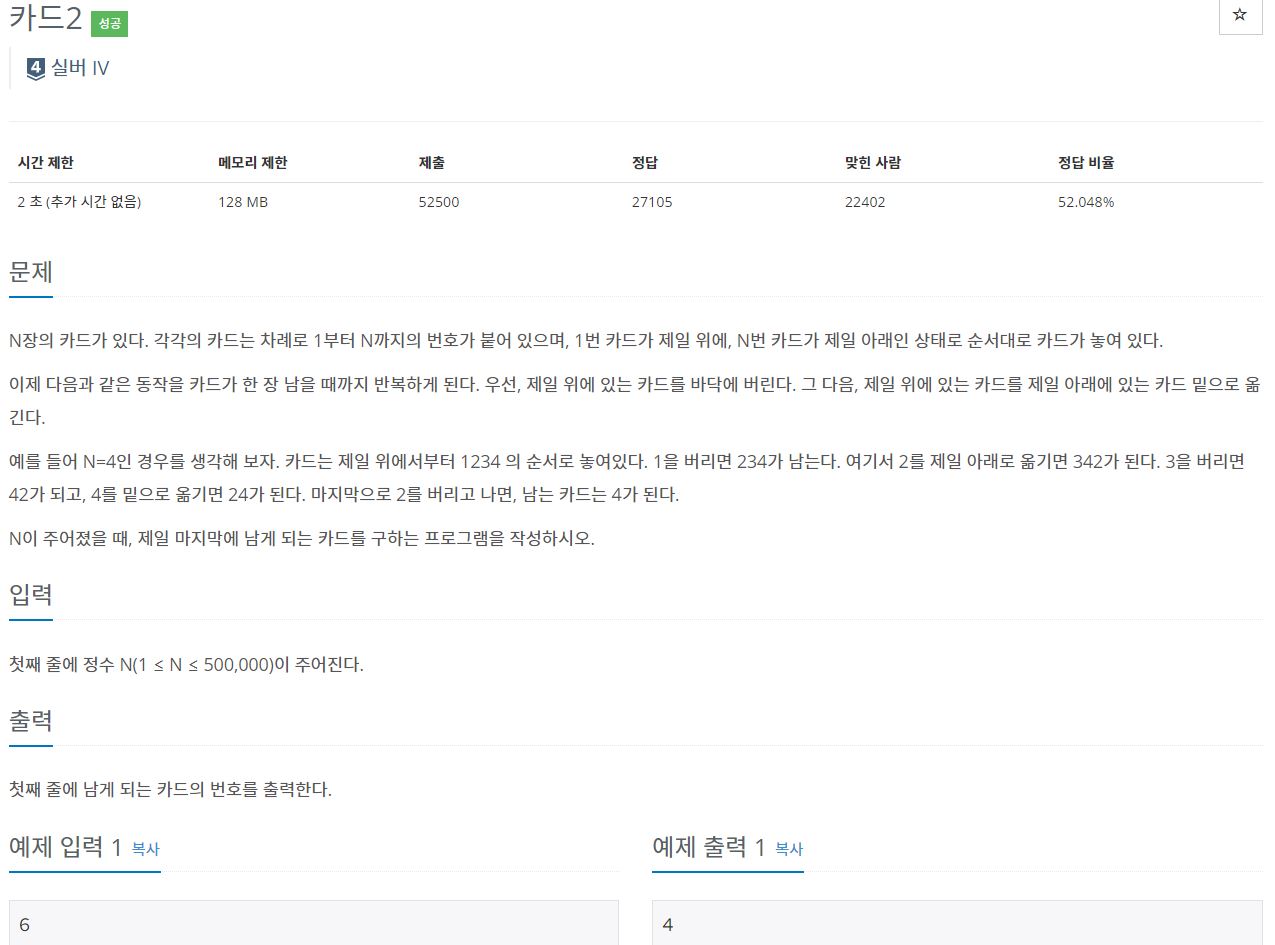 카드2 성공
☆
4 실버 IV
시간 제한 메모리 제한 제출 정답 맞힌 사람 정답 비율
2 초 (추가 시간 없음) 128 MB 52500 27105 22402 52.048%
문제
N장의 카드가 있다. 각각의 카드는 차례로 1부터 N까지의 번호가 붙어 있으며, 1번 카드가 제일 위에, N번 카드가 제일 아래인 상태로 순서대로 카드가 놓여 있다.
이제 다음과 같은 동작을 카드가 한 장 남을 때까지 반복하게 된다. 우선, 제일 위에 있는 카드를 바닥에 버린다. 그 다음, 제일 위에 있는 카드를 제일 아래에 있는 카드 밑으로 옮
긴다.
예를 들어 N=4인 경우를 생각해 보자. 카드는 제일 위에서부터 1234 의 순서로 놓여있다. 1을 버리면 234가 남는다. 여기서 2를 제일 아래로 옮기면 342가 된다. 3을 버리면
42가 되고, 4를 밑으로 옮기면 24가 된다. 마지막으로 2를 버리고 나면, 남는 카드는 4가 된다.
N이 주어졌을 때, 제일 마지막에 남게 되는 카드를 구하는 프로그램을 작성하시오.
입력
첫째 줄에 정수 N(1 ≤ N ≤ 500,000)이 주어진다.
출력
첫째 줄에 남게 되는 카드의 번호를 출력한다.
예제 입력 1 복사 예제 출력 1 복사
6 4